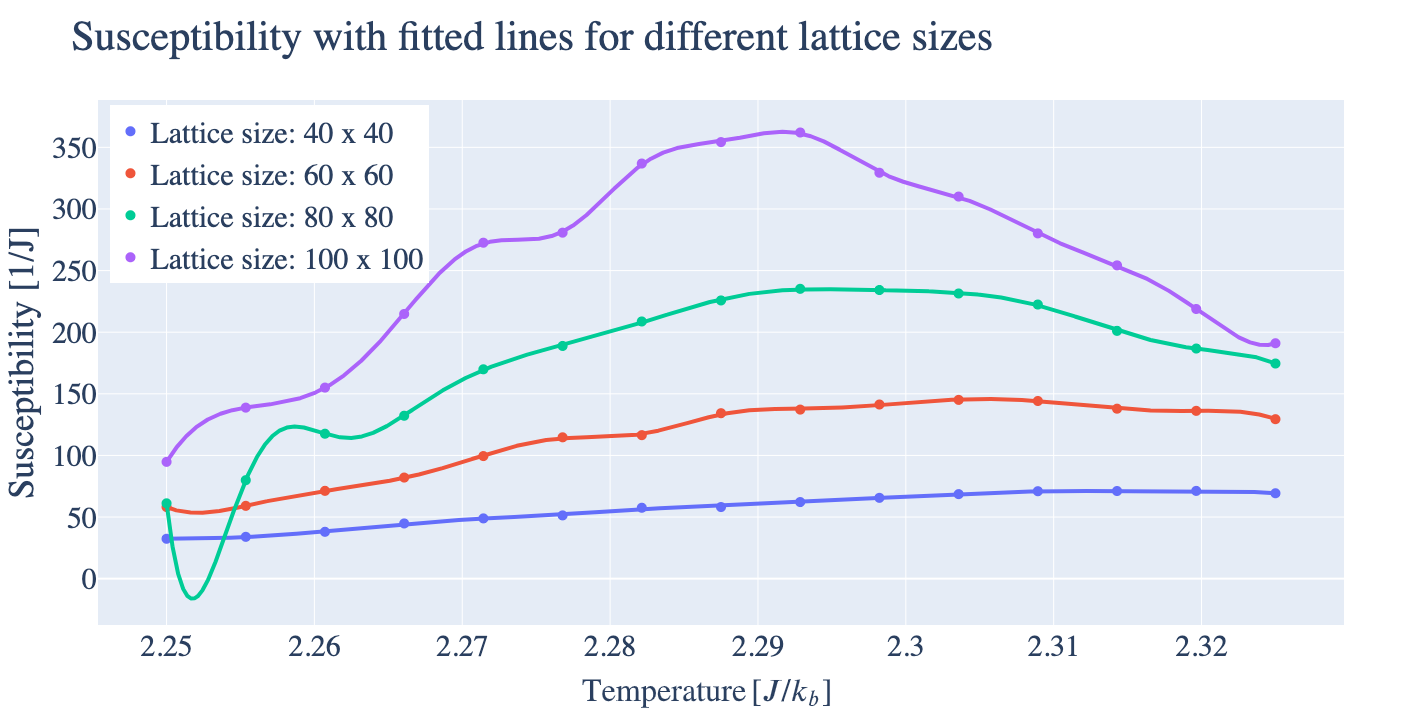 Susceptibility with fitted lines for different lattice sizes
Lattice size: 40 x 40
Lattice size: 60 x 60
Lattice size: 80 x 80
Lattice size: 100 x 100
Susceptibility [1/J]
350
300
250
200
150
100
50
0
2.25 2.26 2.27 2.28 2.29 2.3 2.31 2.32
Temperature [J/k_b]